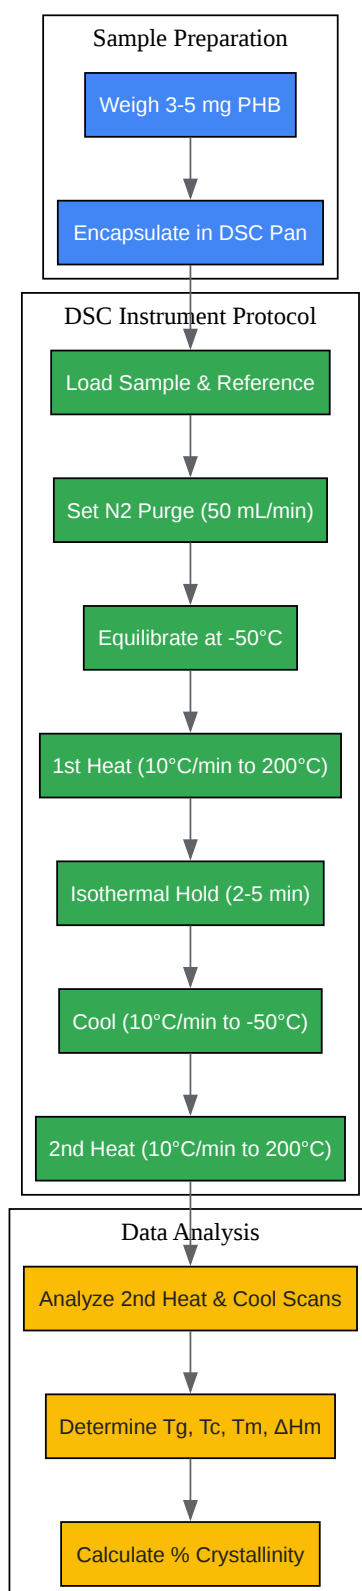 Sample Preparation
Weigh 3-5 mg PHB
Encapsulate in DSC Pan
DSC Instrument Protocol
Load Sample & Reference
Set N2 Purge (50 mL/min)
Equilibrate at -50°C
1st Heat (10°C/min to 200°C)
Isothermal Hold (2-5 min)
Cool (10°C/min to -50°C)
2nd Heat (10°C/min to 200°C)
Data Analysis
Analyze 2nd Heat & Cool Scans
Determine Tg, Tc, Tm, ΔHm
Calculate % Crystallinity